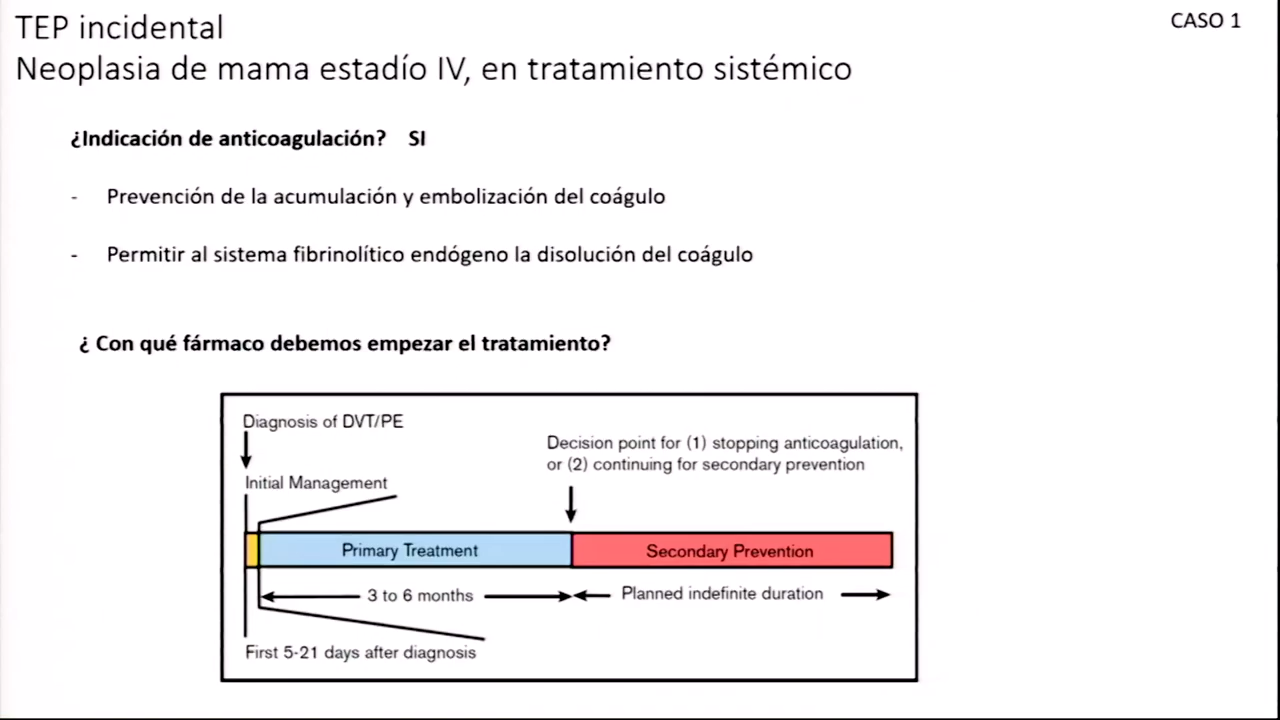 CASO 1
TEP incidental
Neoplasia de mama estadío IV, en tratamiento sistémico
¿Indicación de anticoagulación? SI
- Prevención de la acumulación y embolización del coágulo
- Permitir al sistema fibrinolítico endógeno la disolución del coágulo
¿ Con qué fármaco debemos empezar el tratamiento?
Diagnosis of DVT/PE
Decision point for (1) stopping anticoagulation,
or (2) continuing for secondary prevention
Initial Management
Primary Treatment
Secondary Prevention
3 to 6 months
Planned indefinite duration
First 5-21 days after diagnosis